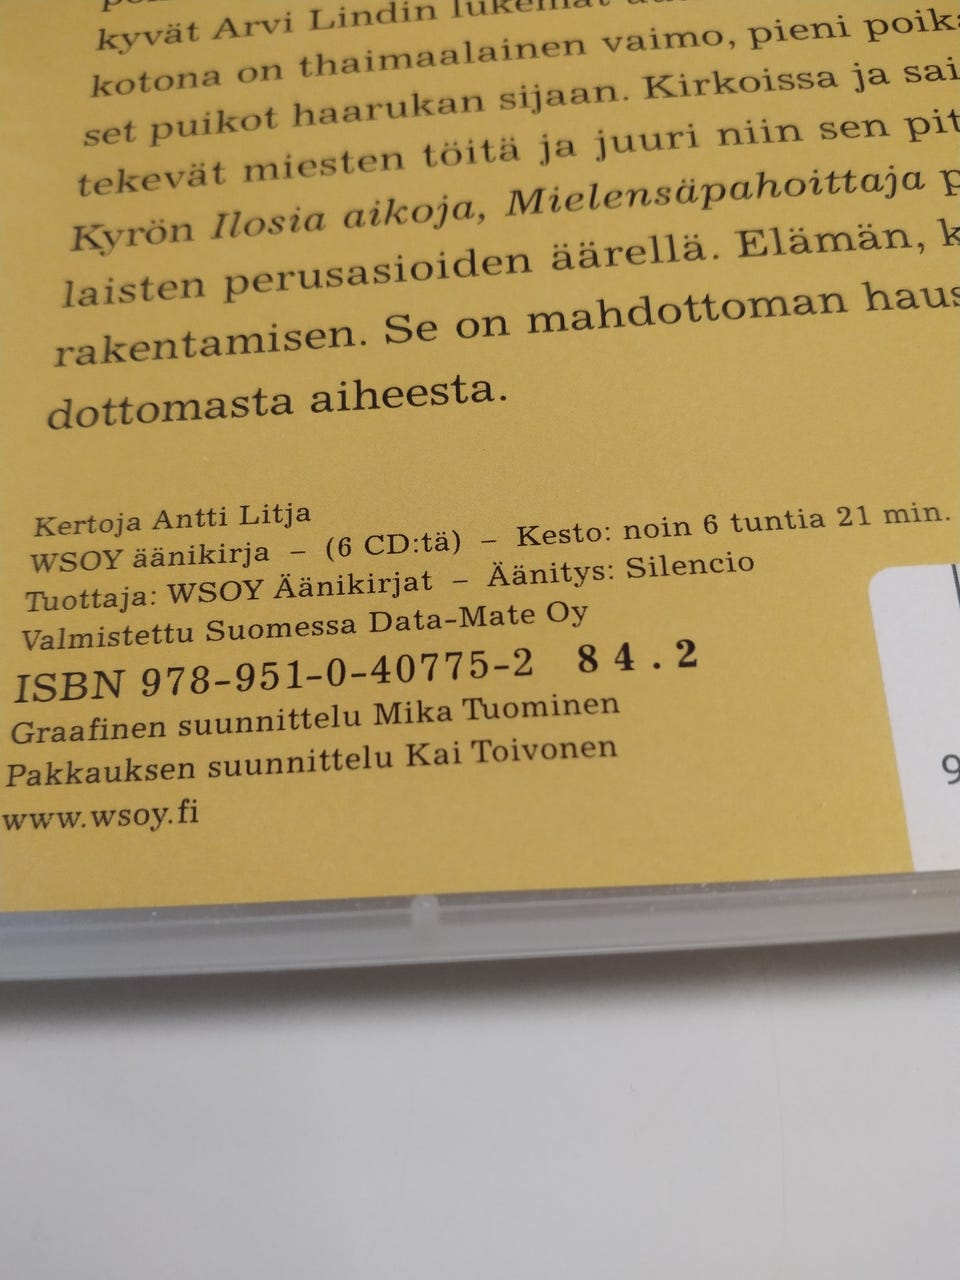 kyvät Arvi Lindin
kotona on thaimaalainen vaimo, pieni
set puikot haarukan sijaan. Kirkoissa ja
tekevät miesten töitä ja juuri niin sen
Kyrön Ilosia aikoja, Mielensäpahoittaja
laisten perusasioiden äärellä. Elämän,
rakentamisen. Se on mahdottoman
dottomasta aiheesta.
Kertoja Antti Litja
WSOY äänikirja – (6 CD:tä) – Kesto: noin 6 tuntia 21 min.
Tuottaja: WSOY Äänikirjat – Äänitys: Silencio
Valmistettu Suomessa Data-Mate Oy
ISBN 978-951-0-40775-2 84.2
Graafinen suunnittelu Mika Tuominen
Pakkauksen suunnittelu Kai Toivonen
www.wsoy.fi
9